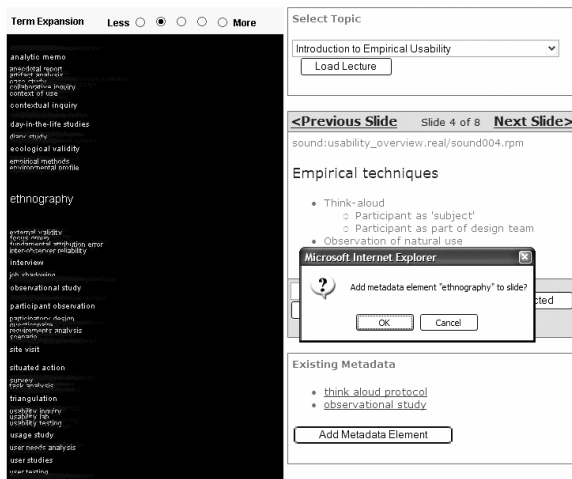 Term Expansion Less More
analytic memo
anecdotal report
artifact analysis
case study
collaborative inquiry
context of use
contextual inquiry
day-in-the-life studies
diary study
ecological validity
empirical methods
environmental profile
ethnography
external validity
focus group
fundamental attribution error
inter-observer reliability
interview
job shadowing
observational study
participant observation
participatory design
questionnaire
requirements analysis
scenario
site visit
situated action
survey
task analysis
triangulation
usability inquiry
usability lab
usability testing
usage study
user needs analysis
user studies
user testing
Select Topic
Introduction to Empirical Usability
Load Lecture
<Previous Slide Slide 4 of 8 Next Slide>
sound:usability_overview.real/sound004.rpm
Empirical techniques
• Think-aloud
○ Participant as 'subject'
○ Participant as part of design team
• Observation of natural use
Microsoft Internet Explorer
Add metadata element "ethnography" to slide?
OK Cancel
cted
Existing Metadata
• think aloud protocol
• observational study
Add Metadata Element